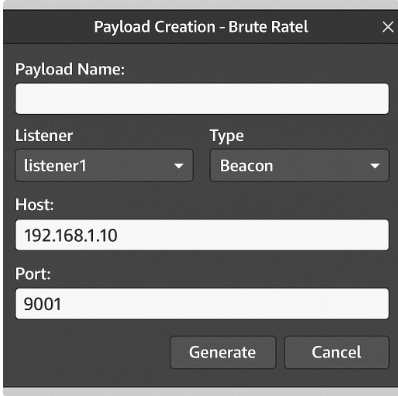 Payload Creation - Brute Ratel
Payload Name:
Listener Type
listener1 Beacon
Host:
192.168.1.10
Port:
9001
Generate Cancel